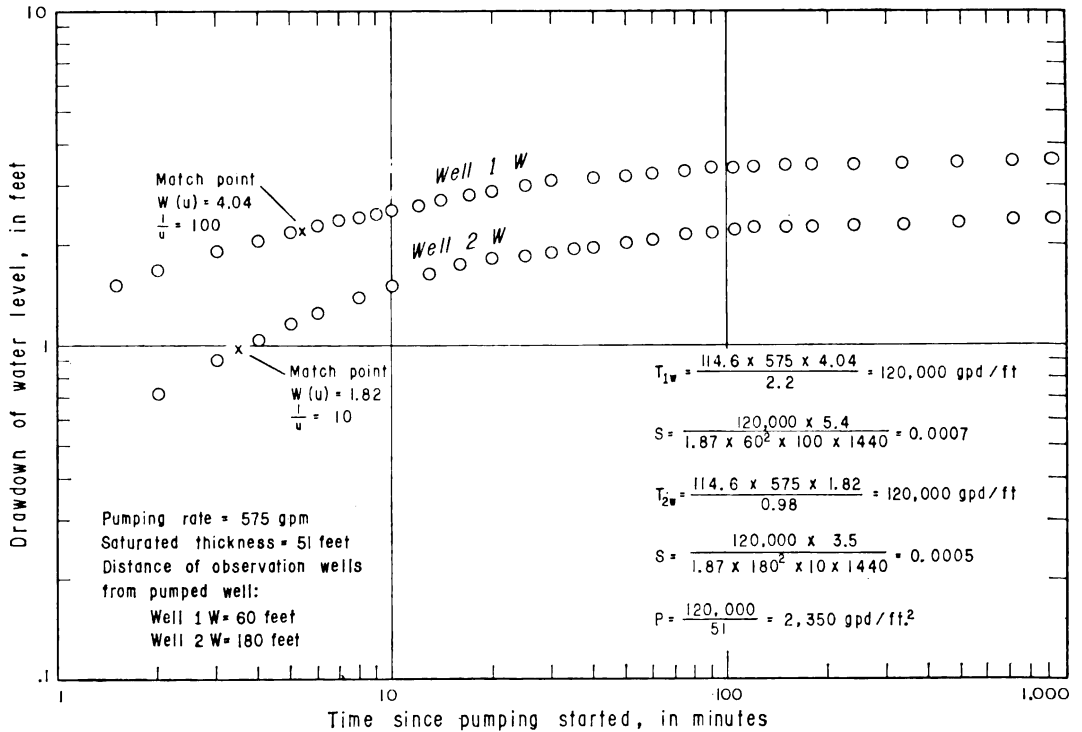 Drawdown of water level, in feet
10
1
.1
Match point
W (u) = 4.04
1/u = 100
Well 1 W
Well 2 W
Match point
W (u) = 1.82
1/u = 10
T1w = 114.6 x 575 x 4.04 / 2.2 = 120,000 gpd / ft
S = 120,000 x 5.4 / 1.87 x 60² x 100 x 1440 = 0.0007
T2w = 114.6 x 575 x 1.82 / 0.98 = 120,000 gpd / ft
S = 120,000 x 3.5 / 1.87 x 180² x 10 x 1440 = 0.0005
P = 120,000 / 51 = 2,350 gpd / ft.²
Pumping rate = 575 gpm
Saturated thickness = 51 feet
Distance of observation wells
from pumped well:
Well 1 W = 60 feet
Well 2 W = 180 feet
1 10 100 1.000
Time since pumping started, in minutes